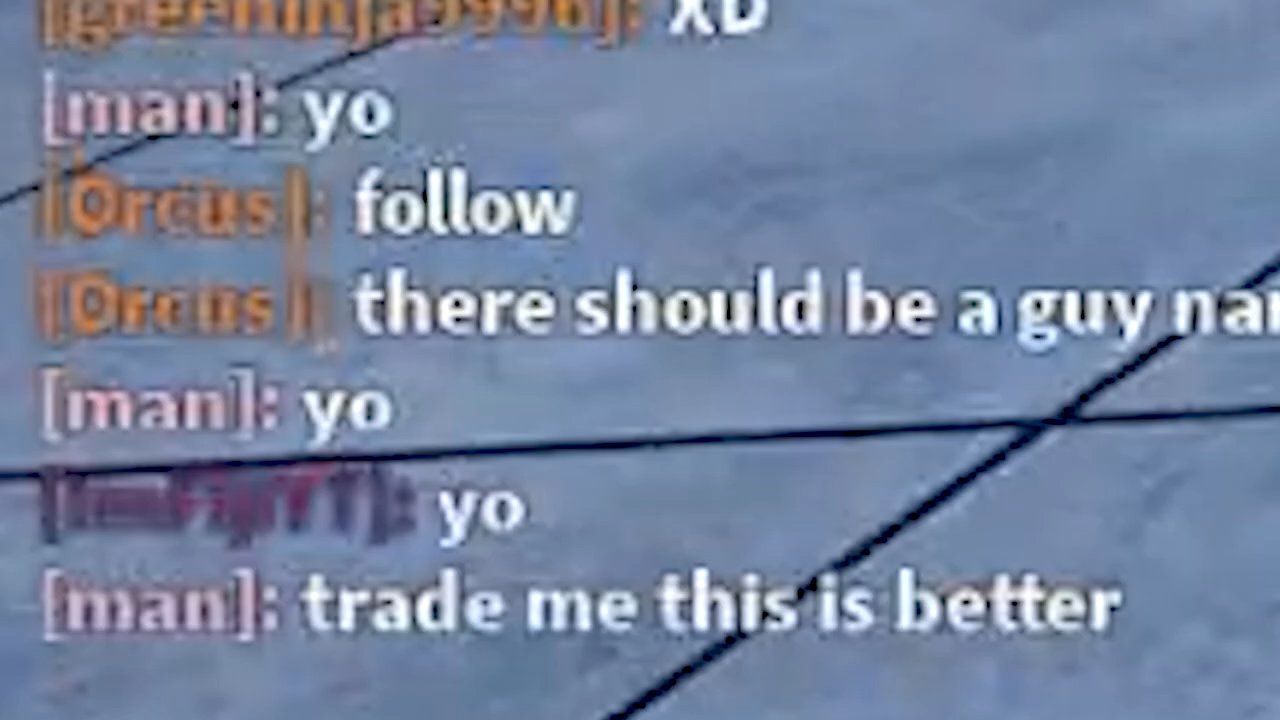 XD
[man]: yo
[Orcus]: follow
[Orcus]: there should be a guy
[man]: yo
yo
[man]: trade me this is better